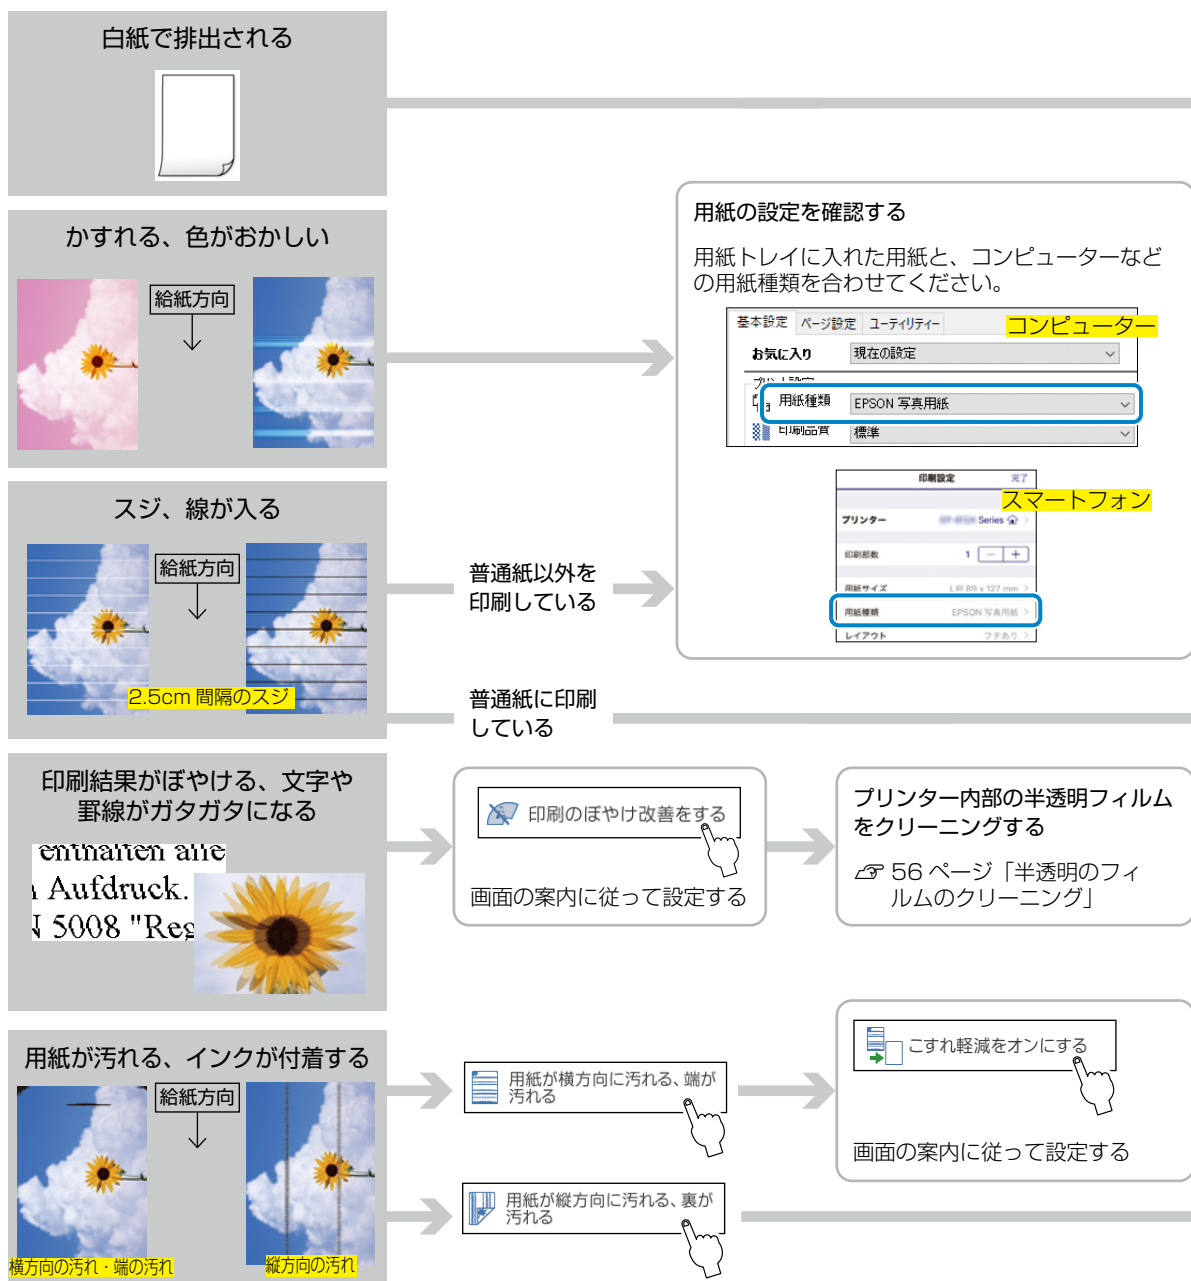 白紙で排出される
かすれる、色がおかしい
給紙方向
用紙の設定を確認する
用紙トレイに入れた用紙と、コンピューターなど
の用紙種類を合わせてください。
基本設定 ページ設定 ユーティリティー
コンピューター
お気に入り 現在の設定
用紙種類 EPSON 写真用紙
印刷品質 標準
印刷設定 完了
スマートフォン
プリンター Series
印刷部数 1 − +
用紙サイズ L判 89 x 127 mm
用紙種類 EPSON 写真用紙
レイアウト フチあり
スジ、線が入る
給紙方向
2.5cm 間隔のスジ
普通紙以外を
印刷している
普通紙に印刷
している
印刷結果がぼやける、文字や
罫線がガタガタになる
enthalten alle
Aufdruck.
5008 "Reg
印刷のぼやけ改善をする
画面の案内に従って設定する
プリンター内部の半透明フィルム
をクリーニングする
56 ページ「半透明のフィ
ルムのクリーニング」
用紙が汚れる、インクが付着する
給紙方向
横方向の汚れ・端の汚れ
縦方向の汚れ
用紙が横方向に汚れる、端が
汚れる
こすれ軽減をオンにする
画面の案内に従って設定する
用紙が縦方向に汚れる、裏が
汚れる